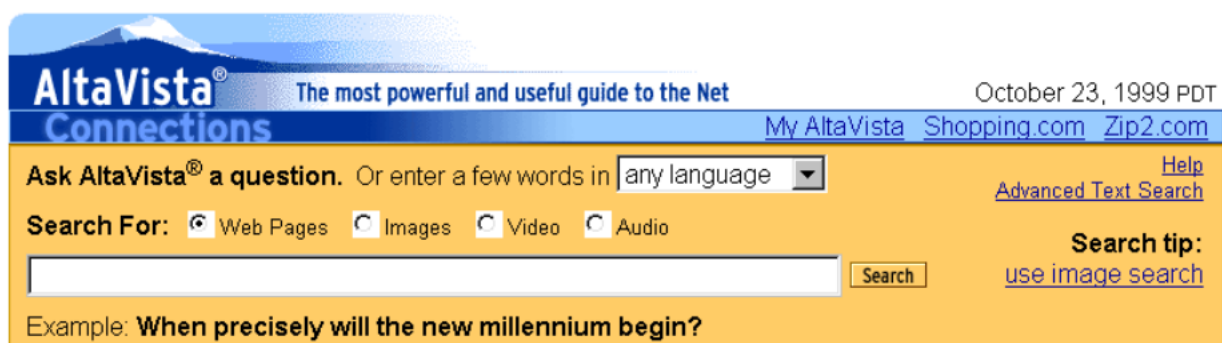 AltaVista® The most powerful and useful guide to the Net October 23, 1999 PDT
Connections My AltaVista Shopping.com Zip2.com
Ask AltaVista® a question. Or enter a few words in any language Help
Advanced Text Search
Search For: Web Pages Images Video Audio
Search tip:
Search use image search
Example: When precisely will the new millennium begin?